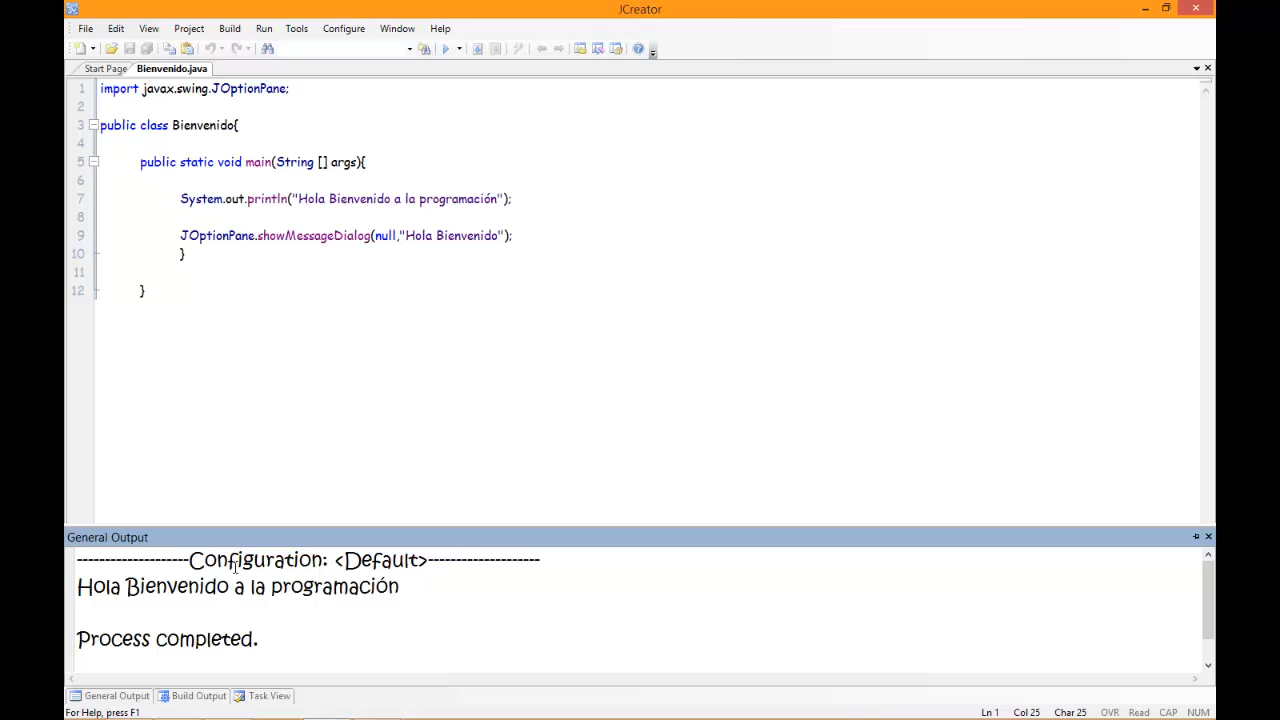 JCreator
File Edit View Project Build Run Tools Configure Window Help
Start Page Bienvenido.java
1 import javax.swing.JOptionPane;
2
3 public class Bienvenido{
4
5 public static void main(String [] args){
6
7 System.out.println("Hola Bienvenido a la programación");
8
9 JOptionPane.showMessageDialog(null,"Hola Bienvenido");
10 }
11
12 }
General Output
--------------------Configuration: <Default>--------------------
Hola Bienvenido a la programación
Process completed.
General Output Build Output Task View
For Help, press F1 Ln 1 Col 25 Char 25 OVR Read CAP NUM